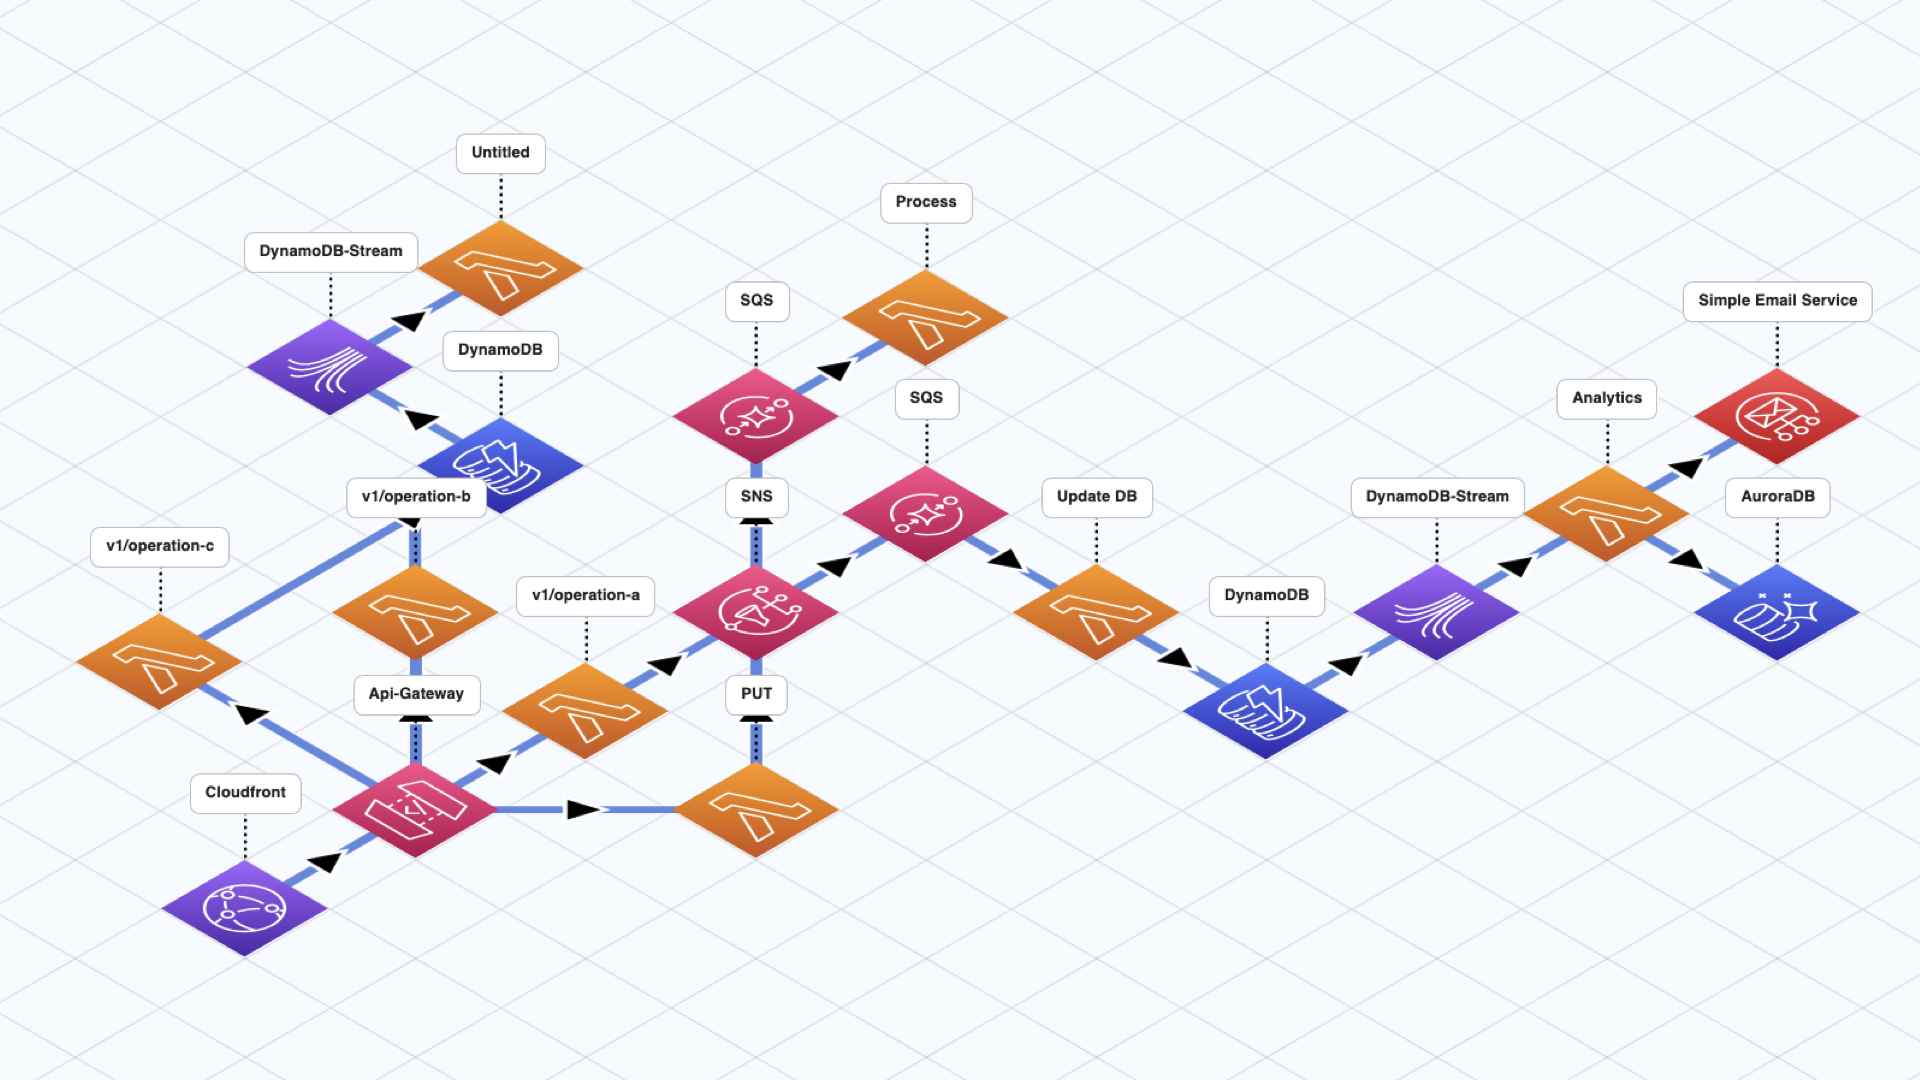 Untitled
Process
DynamoDB-Stream
SQS
Simple Email Service
DynamoDB
SQS
Analytics
v1/operation-b
SNS
Update DB
DynamoDB-Stream
AuroraDB
v1/operation-c
v1/operation-a
DynamoDB
Api-Gateway
PUT
Cloudfront